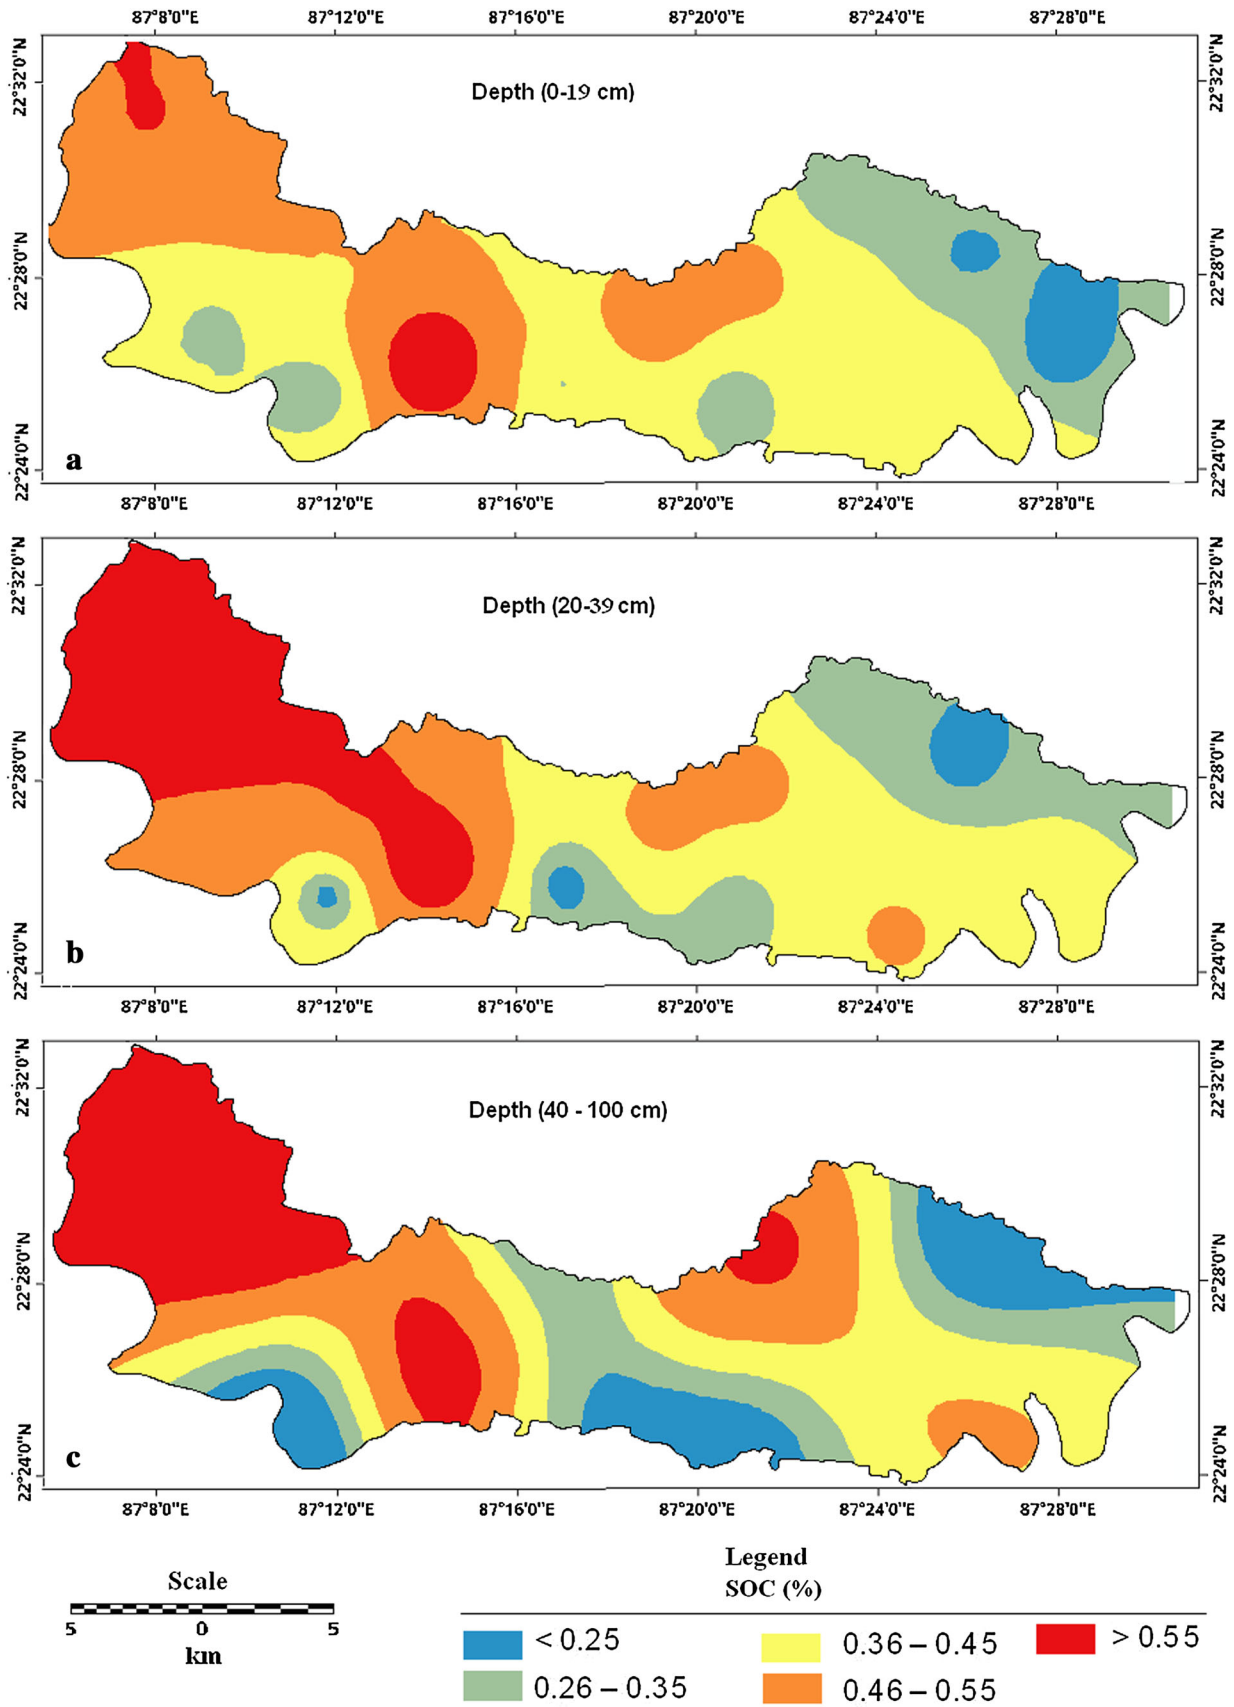 87°8'0"E 87°12'0"E 87°16'0"E 87°20'0"E 87°24'0"E 87°28'0"E
Depth (0-19 cm)
22°32'0"N
22°28'0"N
22°24'0"N
22°32'0"N
22°28'0"N
22°24'0"N
a
87°8'0"E 87°12'0"E 87°16'0"E 87°20'0"E 87°24'0"E 87°28'0"E
Depth (20-39 cm)
22°32'0"N
22°28'0"N
22°24'0"N
22°32'0"N
22°28'0"N
22°24'0"N
b
87°8'0"E 87°12'0"E 87°16'0"E 87°20'0"E 87°24'0"E 87°28'0"E
Depth (40 - 100 cm)
22°32'0"N
22°28'0"N
22°24'0"N
22°32'0"N
22°28'0"N
22°24'0"N
c
87°8'0"E 87°12'0"E 87°16'0"E 87°20'0"E 87°24'0"E 87°28'0"E
Scale
5 0 5
km
Legend
SOC (%)
< 0.25 0.36 – 0.45 > 0.55
0.26 – 0.35 0.46 – 0.55